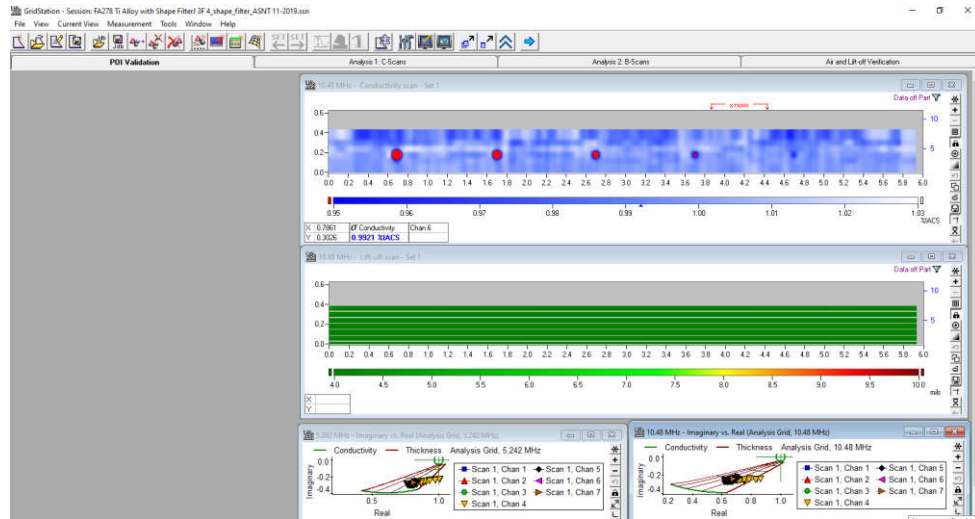 GridStation - Session: FA278 Ti Alloy with Shape Filter/ 3F 4_shape_filter_ASNT 11-2019.ssn
File View Current View Measurement Tools Window Help
SET SET
PDI Validation Analysis 1: C-Scans Analysis 2: B-Scans Air and Lift-off Verification
10.48 MHz - Conductivity scan - Set 1
Data off Part
x-norm
0.6
0.4
0.2
0.0
10
5
0.0 0.2 0.4 0.6 0.8 1.0 1.2 1.4 1.6 1.8 2.0 2.2 2.4 2.6 2.8 3.0 3.2 3.4 3.6 3.8 4.0 4.2 4.4 4.6 4.8 5.0 5.2 5.4 5.6 5.8 6.0
0.95 0.96 0.97 0.98 0.99 1.00 1.01 1.02 1.03
%IACS
X 0.7861 σ Conductivity Chan 6
Y 0.3026 0.9921 %IACS
10.48 MHz - Lift-off scan - Set 1
Data off Part
0.6
0.4
0.2
0.0
10
5
0.0 0.2 0.4 0.6 0.8 1.0 1.2 1.4 1.6 1.8 2.0 2.2 2.4 2.6 2.8 3.0 3.2 3.4 3.6 3.8 4.0 4.2 4.4 4.6 4.8 5.0 5.2 5.4 5.6 5.8 6.0
4.0 4.5 5.0 5.5 6.0 6.5 7.0 7.5 8.0 8.5 9.0 9.5 10.0
mils
X
Y
5.242 MHz - Imaginary vs. Real (Analysis Grid, 5.242 MHz)
Conductivity Thickness Analysis Grid, 5.242 MHz
Imaginary
0.0
-0.2
-0.4
0.5 1.0
Real
Scan 1, Chan 1 Scan 1, Chan 5
Scan 1, Chan 2 Scan 1, Chan 6
Scan 1, Chan 3 Scan 1, Chan 7
Scan 1, Chan 4
10.48 MHz - Imaginary vs. Real (Analysis Grid, 10.48 MHz)
Conductivity Thickness Analysis Grid, 10.48 MHz
Imaginary
0.0
-0.2
-0.4
0.2 0.4 0.6 0.8 1.0
Real
Scan 1, Chan 1 Scan 1, Chan 5
Scan 1, Chan 2 Scan 1, Chan 6
Scan 1, Chan 3 Scan 1, Chan 7
Scan 1, Chan 4